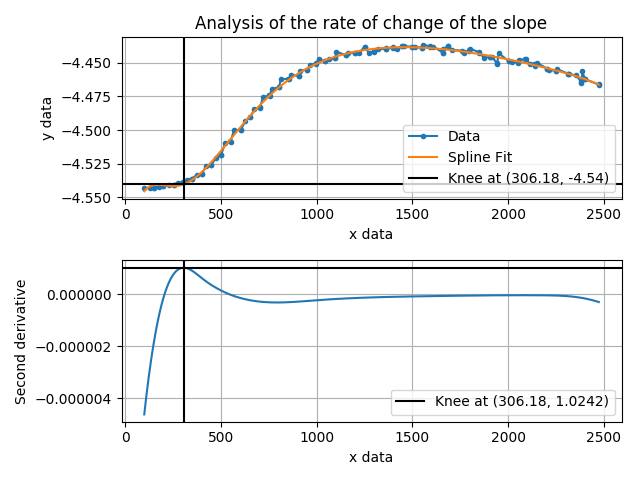 Analysis of the rate of change of the slope
y data
−4.450
−4.475
−4.500
−4.525
−4.550
Data
Spline Fit
Knee at (306.18, -4.54)
0 500 1000 1500 2000 2500
x data
Second derivative
0.000000
−0.000002
−0.000004
Knee at (306.18, 1.0242)
0 500 1000 1500 2000 2500
x data